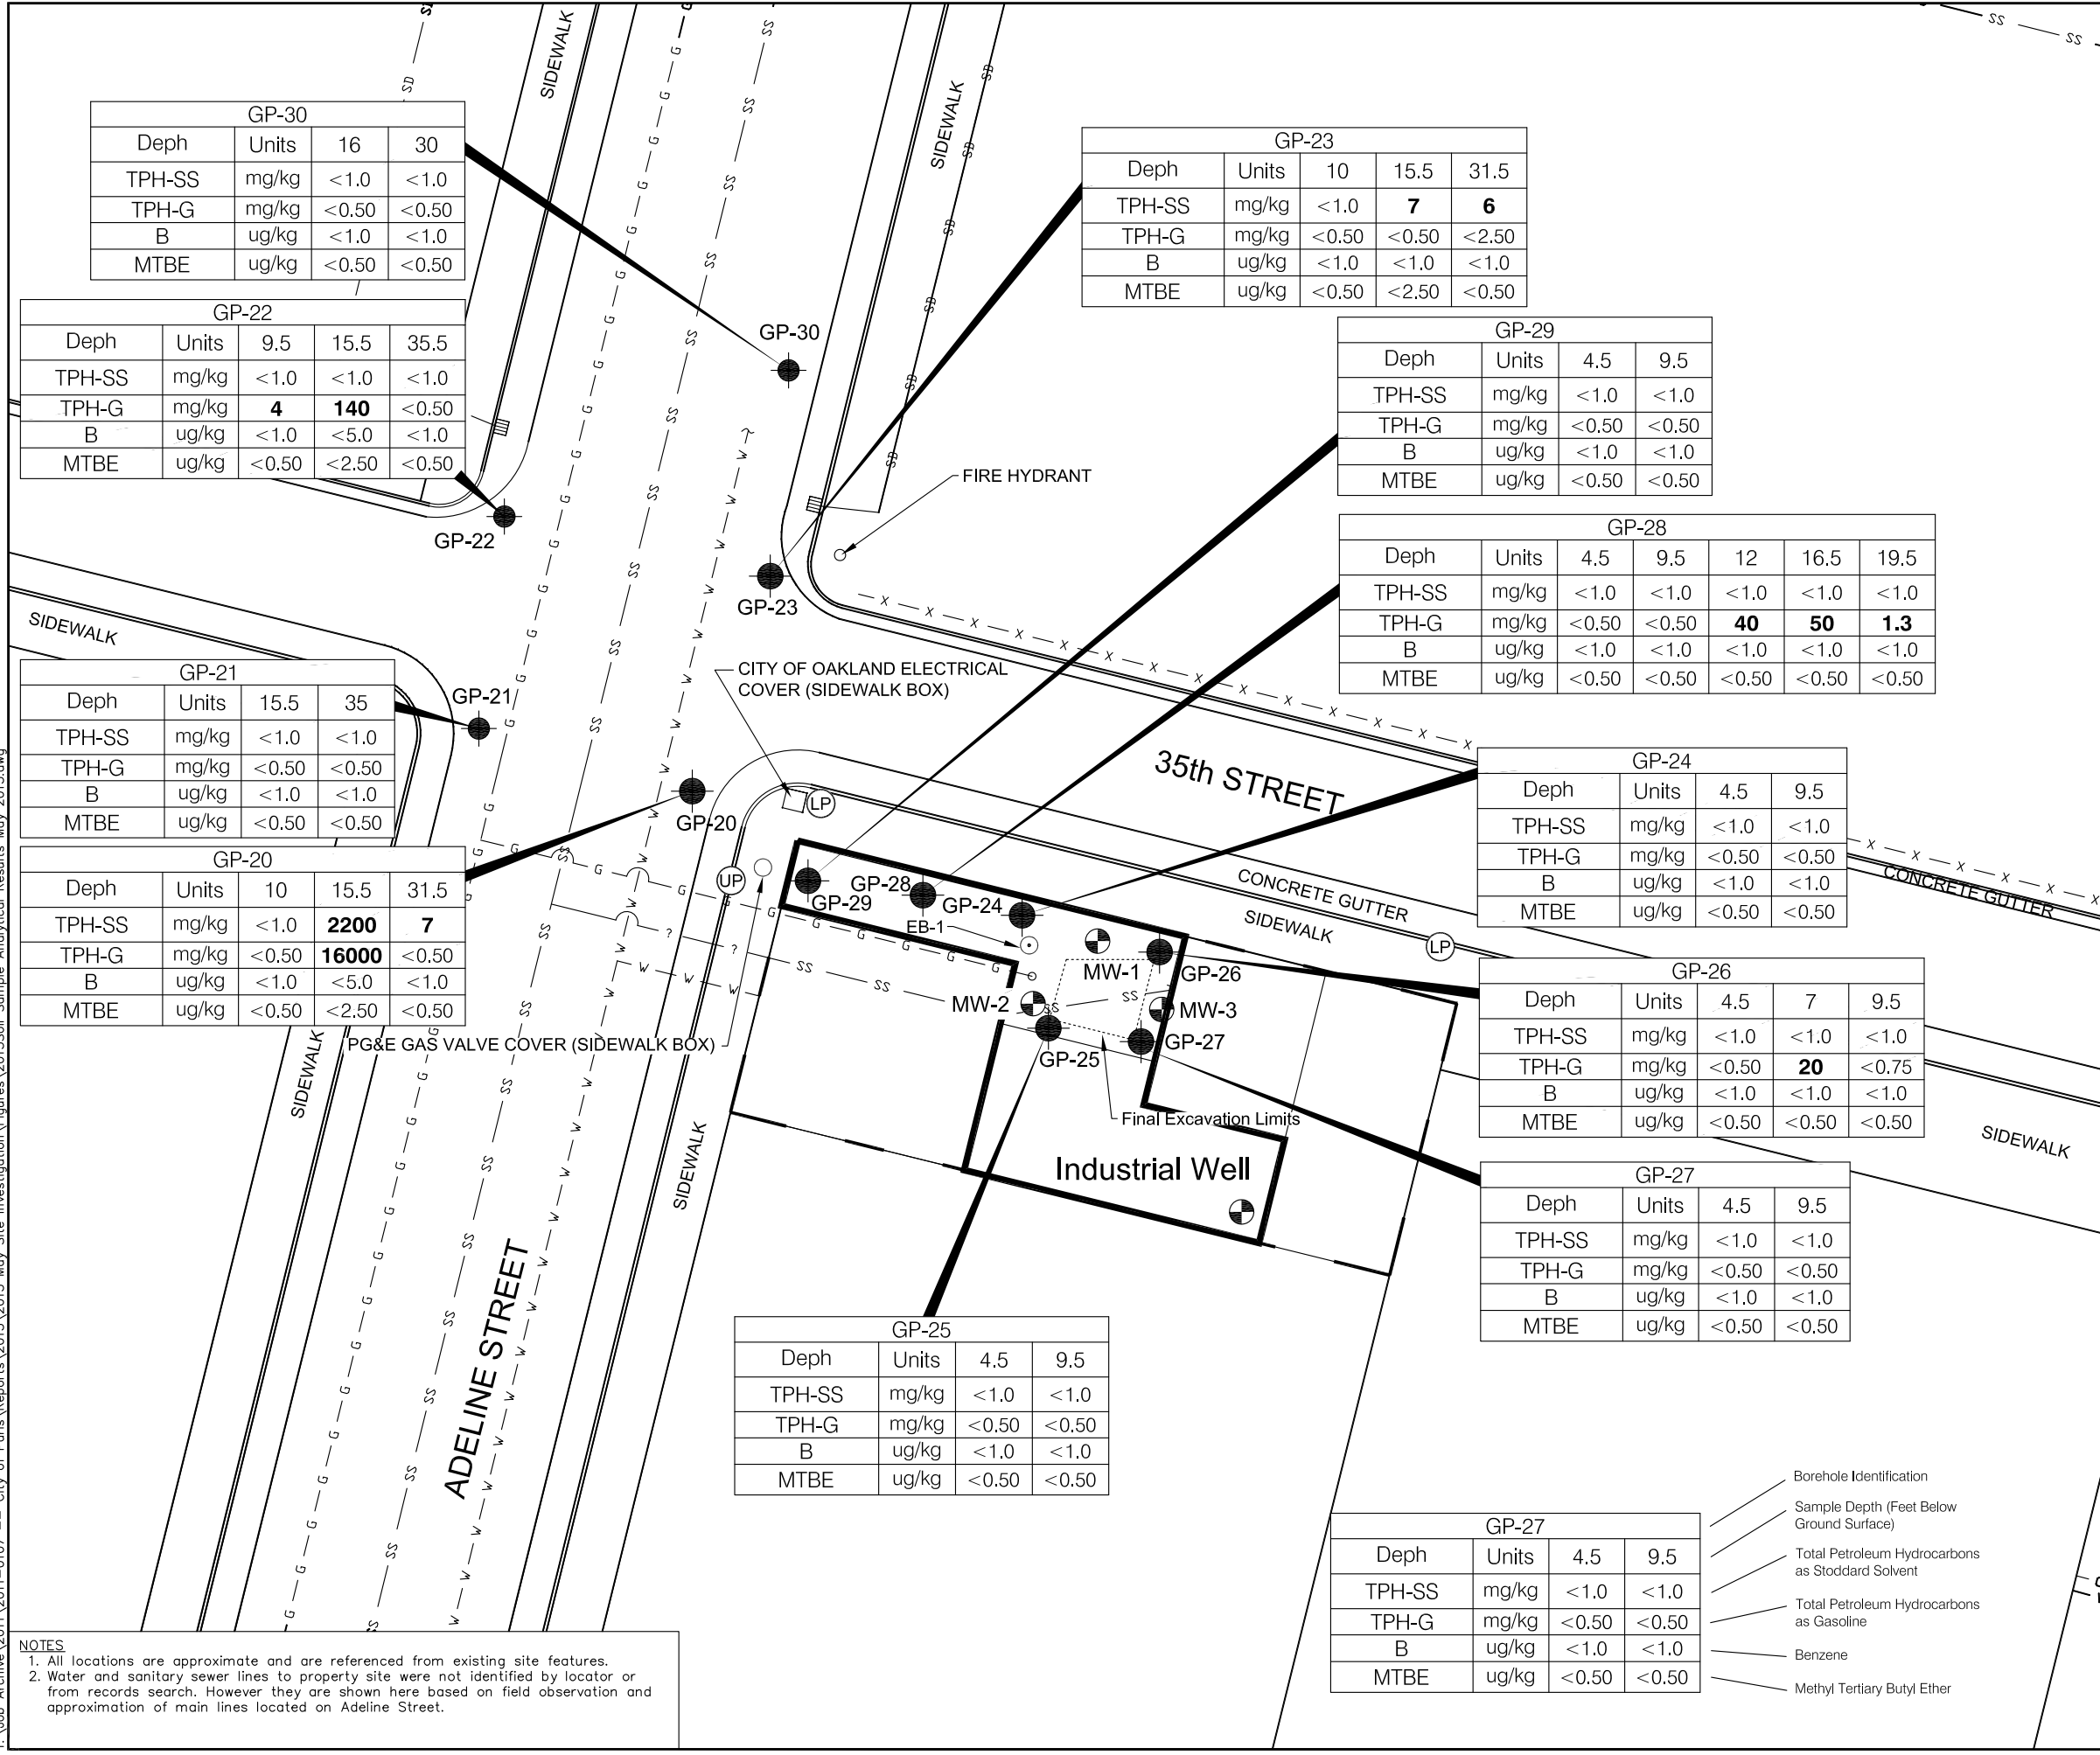 SIDEWALK
SIDEWALK
GP-30
Deph Units 16 30
TPH-SS mg/kg <1.0 <1.0
TPH-G mg/kg <0.50 <0.50
B ug/kg <1.0 <1.0
MTBE ug/kg <0.50 <0.50
GP-23
Deph Units 10 15.5 31.5
TPH-SS mg/kg <1.0 7 6
TPH-G mg/kg <0.50 <0.50 <2.50
B ug/kg <1.0 <1.0 <1.0
MTBE ug/kg <0.50 <2.50 <0.50
GP-22
Deph Units 9.5 15.5 35.5
TPH-SS mg/kg <1.0 <1.0 <1.0
TPH-G mg/kg 4 140 <0.50
B ug/kg <1.0 <5.0 <1.0
MTBE ug/kg <0.50 <2.50 <0.50
GP-29
Deph Units 4.5 9.5
TPH-SS mg/kg <1.0 <1.0
TPH-G mg/kg <0.50 <0.50
B ug/kg <1.0 <1.0
MTBE ug/kg <0.50 <0.50
GP-30
FIRE HYDRANT
GP-22
GP-23
GP-28
Deph Units 4.5 9.5 12 16.5 19.5
TPH-SS mg/kg <1.0 <1.0 <1.0 <1.0 <1.0
TPH-G mg/kg <0.50 <0.50 40 50 1.3
B ug/kg <1.0 <1.0 <1.0 <1.0 <1.0
MTBE ug/kg <0.50 <0.50 <0.50 <0.50 <0.50
SIDEWALK
GP-21
Deph Units 15.5 35
TPH-SS mg/kg <1.0 <1.0
TPH-G mg/kg <0.50 <0.50
B ug/kg <1.0 <1.0
MTBE ug/kg <0.50 <0.50
GP-21
CITY OF OAKLAND ELECTRICAL
COVER (SIDEWALK BOX)
35th STREET
GP-24
Deph Units 4.5 9.5
TPH-SS mg/kg <1.0 <1.0
TPH-G mg/kg <0.50 <0.50
B ug/kg <1.0 <1.0
MTBE ug/kg <0.50 <0.50
LP
GP-20
UP
GP-20
Deph Units 10 15.5 31.5
TPH-SS mg/kg <1.0 2200 7
TPH-G mg/kg <0.50 16000 <0.50
B ug/kg <1.0 <5.0 <1.0
MTBE ug/kg <0.50 <2.50 <0.50
GP-29
GP-28
GP-24
EB-1
CONCRETE GUTTER
SIDEWALK
LP
CONCRETE GUTTER
MW-1
GP-26
MW-2
MW-3
GP-25
GP-27
PG&E GAS VALVE COVER (SIDEWALK BOX)
Final Excavation Limits
Industrial Well
GP-26
Deph Units 4.5 7 9.5
TPH-SS mg/kg <1.0 <1.0 <1.0
TPH-G mg/kg <0.50 20 <0.75
B ug/kg <1.0 <1.0 <1.0
MTBE ug/kg <0.50 <0.50 <0.50
SIDEWALK
SIDEWALK
SIDEWALK
ADELINE STREET
GP-27
Deph Units 4.5 9.5
TPH-SS mg/kg <1.0 <1.0
TPH-G mg/kg <0.50 <0.50
B ug/kg <1.0 <1.0
MTBE ug/kg <0.50 <0.50
GP-25
Deph Units 4.5 9.5
TPH-SS mg/kg <1.0 <1.0
TPH-G mg/kg <0.50 <0.50
B ug/kg <1.0 <1.0
MTBE ug/kg <0.50 <0.50
GP-27
Deph Units 4.5 9.5
TPH-SS mg/kg <1.0 <1.0
TPH-G mg/kg <0.50 <0.50
B ug/kg <1.0 <1.0
MTBE ug/kg <0.50 <0.50
Borehole Identification
Sample Depth (Feet Below
Ground Surface)
Total Petroleum Hydrocarbons
as Stoddard Solvent
Total Petroleum Hydrocarbons
as Gasoline
Benzene
Methyl Tertiary Butyl Ether
NOTES
1. All locations are approximate and are referenced from existing site features.
2. Water and sanitary sewer lines to property site were not identified by locator or
from records search. However they are shown here based on field observation and
approximation of main lines located on Adeline Street.